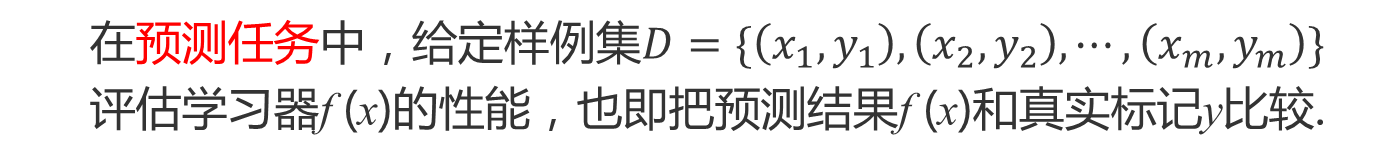 在预测任务中，给定样例集D = {(x₁,y₁),(x₂,y₂),⋯,(xₘ,yₘ)}
评估学习器f (x)的性能，也即把预测结果f (x)和真实标记y比较.